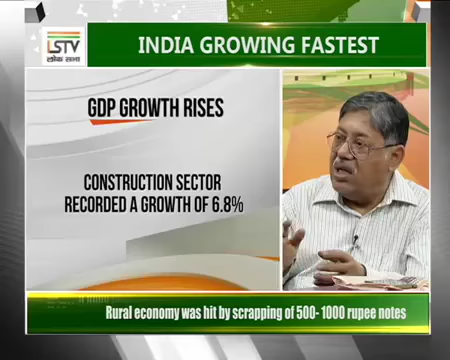 LSTV
लोक सभा
INDIA GROWING FASTEST
GDP GROWTH RISES
CONSTRUCTION SECTOR
RECORDED A GROWTH OF 6.8%
Rural economy was hit by scrapping of 500- 1000 rupee notes